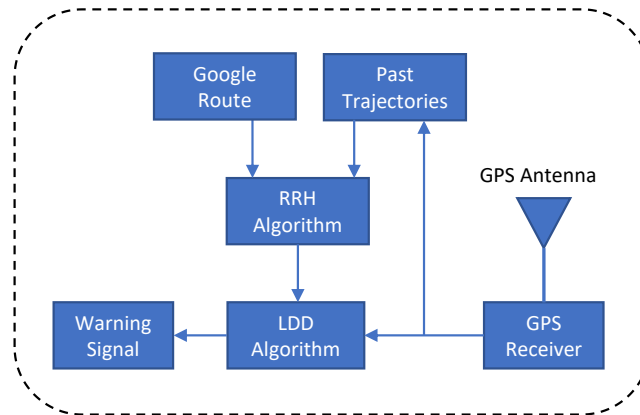 Google
Route
Past
Trajectories
GPS Antenna
RRH
Algorithm
Warning
Signal
LDD
Algorithm
GPS
Receiver